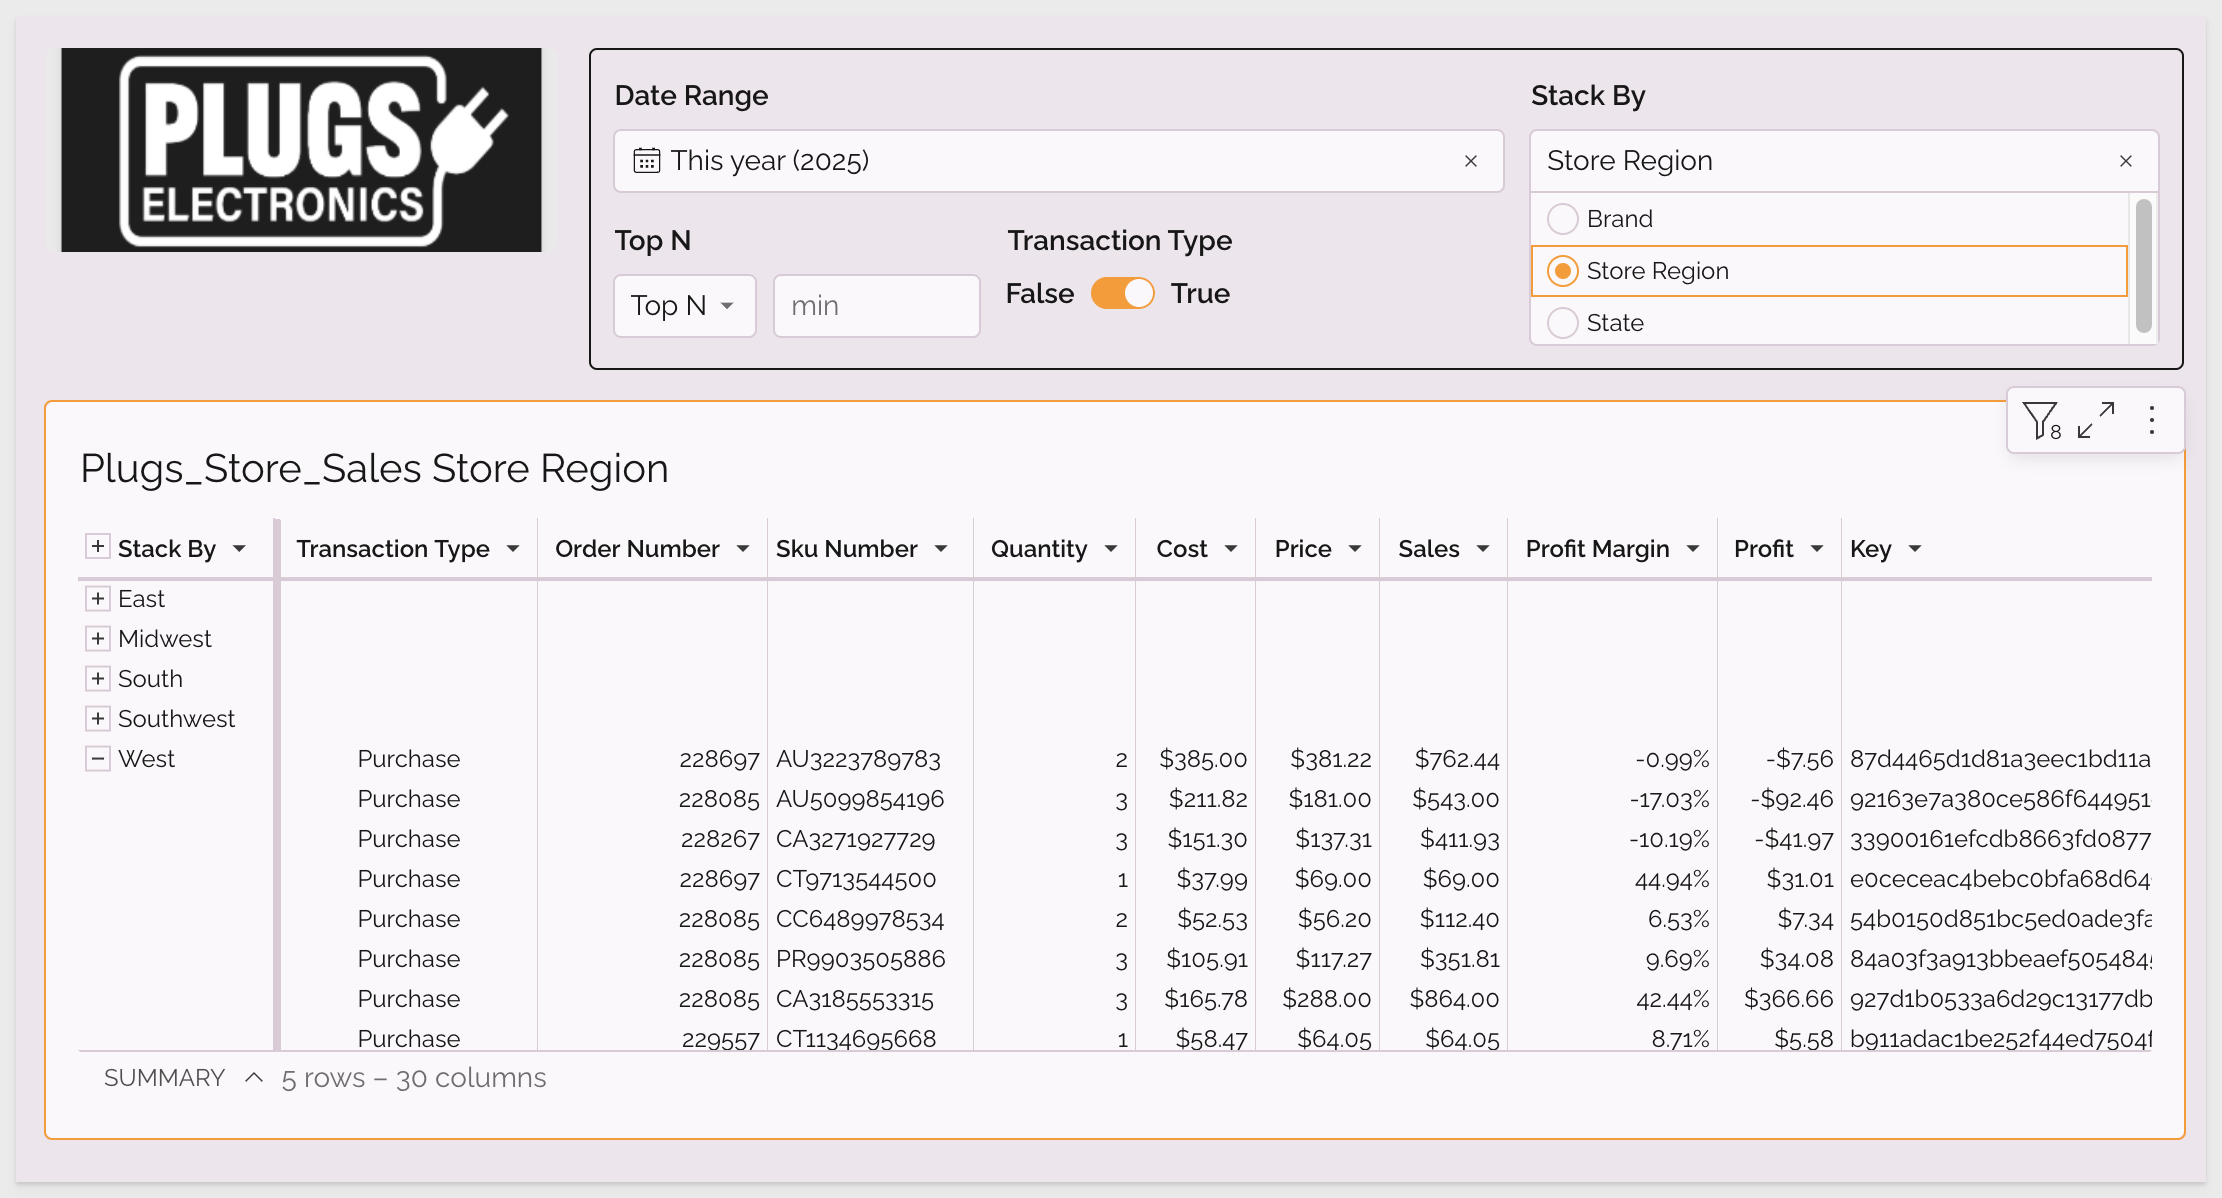 PLUGS
ELECTRONICS
Date Range
This year (2025)
Top N
Top N
min
Transaction Type
False
True
Stack By
Store Region
Brand
Store Region
State
8
Plugs_Store_Sales Store Region
Stack By Transaction Type Order Number Sku Number Quantity Cost Price Sales Profit Margin Profit Key
East
Midwest
South
Southwest
West Purchase 228697 AU3223789783 2 $385.00 $381.22 $762.44 -0.99% -$7.56 87d4465d1d81a3eec1bd11a
Purchase 228085 AU5099854196 3 $211.82 $181.00 $543.00 -17.03% -$92.46 92163e7a380ce586f644951
Purchase 228267 CA3271927729 3 $151.30 $137.31 $411.93 -10.19% -$41.97 33900161efcdb8663fd0877
Purchase 228697 CT9713544500 1 $37.99 $69.00 $69.00 44.94% $31.01 e0ceceac4bebc0bfa68d64
Purchase 228085 CC6489978534 2 $52.53 $56.20 $112.40 6.53% $7.34 54b0150d851bc5ed0ade3fa
Purchase 228085 PR9903505886 3 $105.91 $117.27 $351.81 9.69% $34.08 84a03f3a913bbeaef5054845
Purchase 228085 CA3185553315 3 $165.78 $288.00 $864.00 42.44% $366.66 927d1b0533a6d29c13177db
Purchase 229557 CT1134695668 1 $58.47 $64.05 $64.05 8.71% $5.58 b911adac1be252f44ed7504f
SUMMARY 5 rows – 30 columns